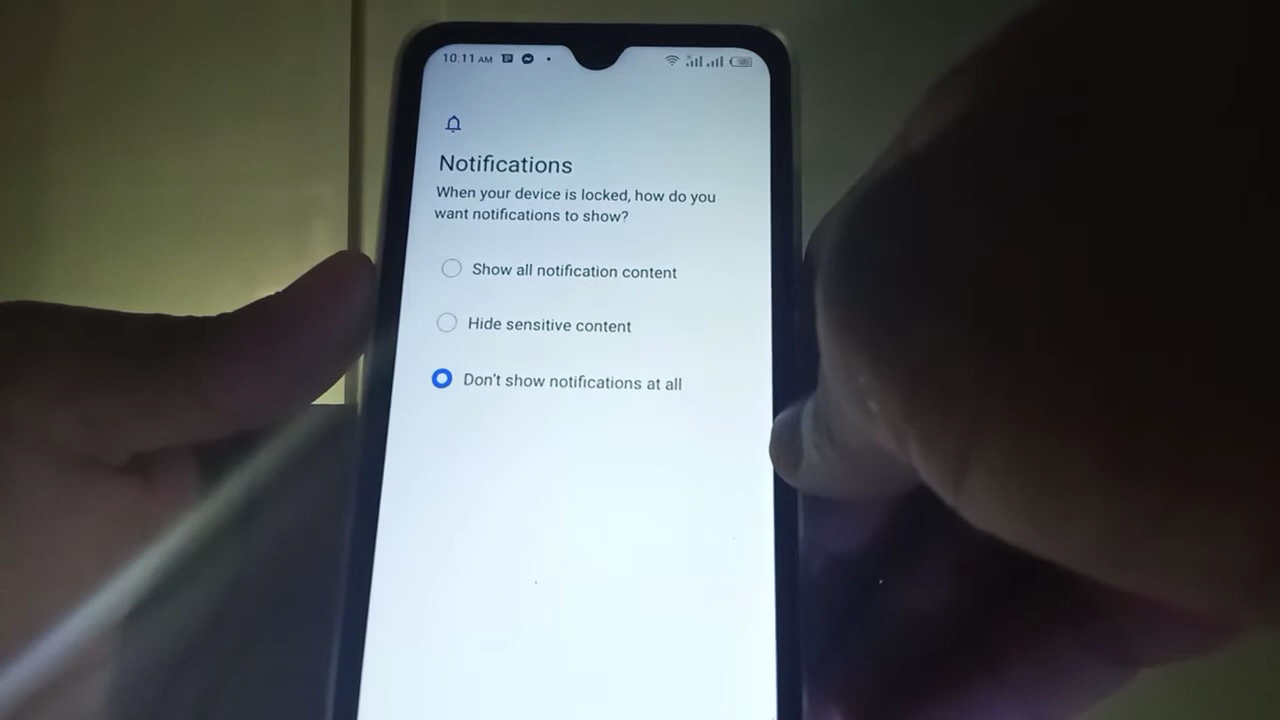 10:11 AM
Notifications
When your device is locked, how do you
want notifications to show?
Show all notification content
Hide sensitive content
Don't show notifications at all